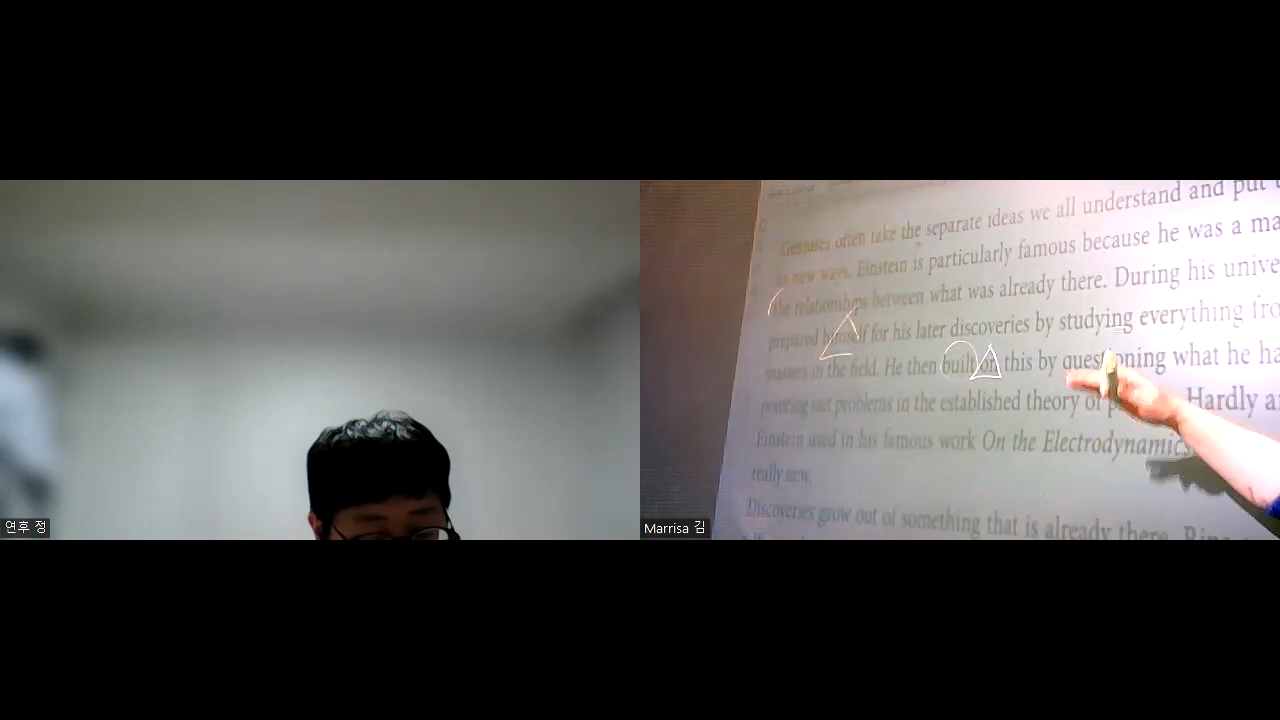 Geniuses often take the separate ideas we all understand and put
in new ways. Einstein is particularly famous because he was a ma
the relationships between what was already there. During his unive
prepared himself for his later discoveries by studying everything fro
masters in the field. He then built on this by questioning what he ha
pointing out problems in the established theory of Hardly a
Einstein used in his famous work On the Electrodynamics
really new.
Discoveries grow out of something that is already there.
연후 정
Marrisa 김